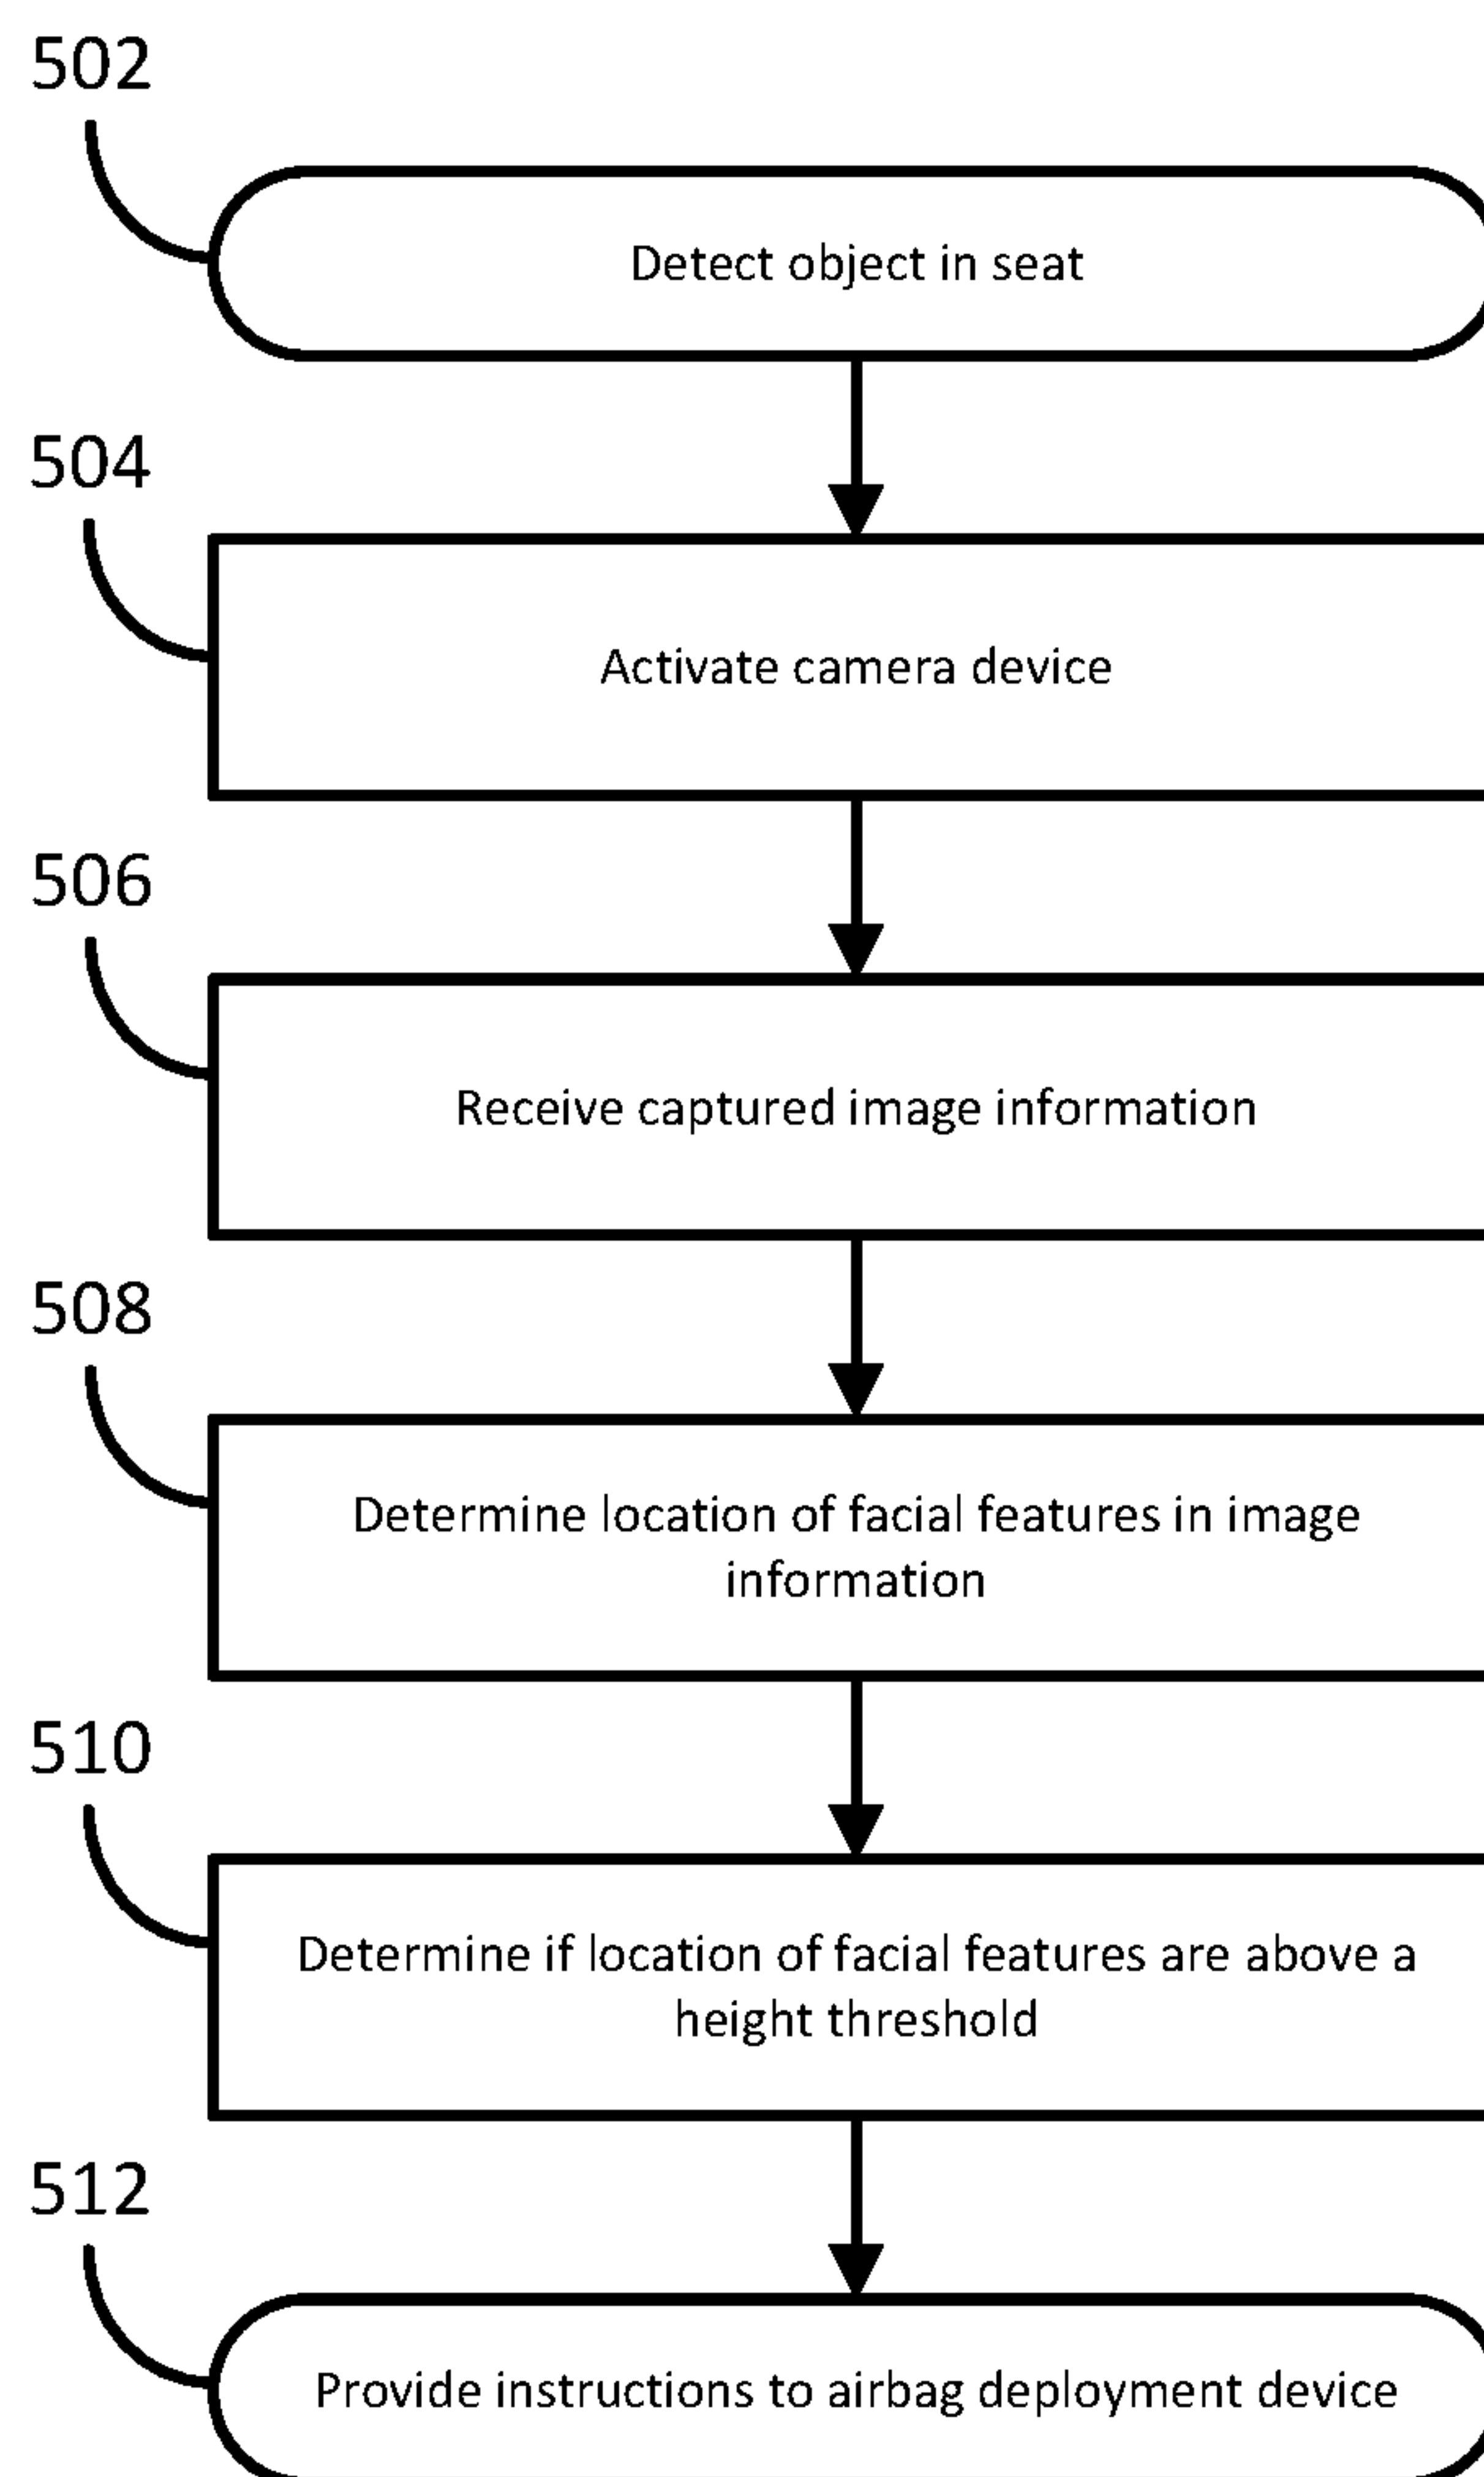 502
Detect object in seat
504
Activate camera device
506
Receive captured image information
508
Determine location of facial features in image
information
510
Determine if location of facial features are above a
height threshold
512
Provide instructions to airbag deployment device